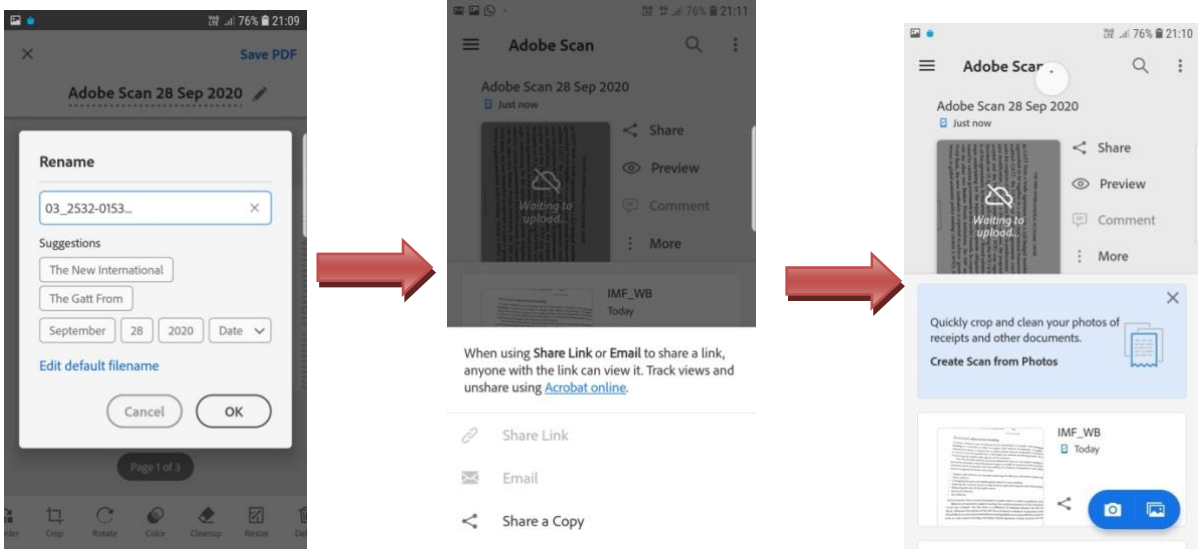 76% 21:09
Save PDF
Adobe Scan 28 Sep 2020
Rename
03_2532-0153...
Suggestions
The New International
The Gatt From
September 28 2020 Date
Edit default filename
Cancel OK
Page 1 of 3
Crop Rotate Color Cleanup Resize
76% 21:11
Adobe Scan
Adobe Scan 28 Sep 2020
Just now
Share
Preview
Waiting to
upload...
Comment
More
IMF_WB
Today
When using Share Link or Email to share a link,
anyone with the link can view it. Track views and
unshare using Acrobat online.
Share Link
Email
Share a Copy
76% 21:10
Adobe Scan
Adobe Scan 28 Sep 2020
Just now
Share
Preview
Waiting to
upload...
Comment
More
Quickly crop and clean your photos of
receipts and other documents.
Create Scan from Photos
IMF_WB
Today